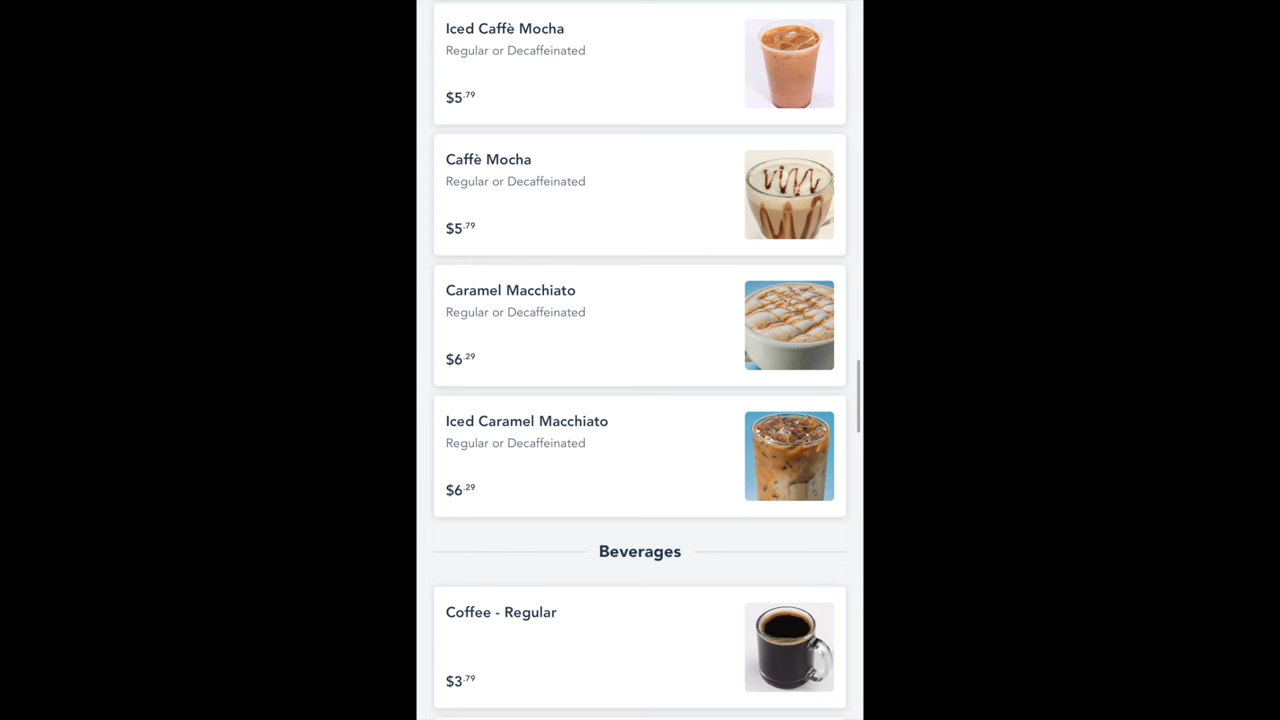 Iced Caffè Mocha
Regular or Decaffeinated
$5.79
Caffè Mocha
Regular or Decaffeinated
$5.79
Caramel Macchiato
Regular or Decaffeinated
$6.29
Iced Caramel Macchiato
Regular or Decaffeinated
$6.29
Beverages
Coffee - Regular
$3.79